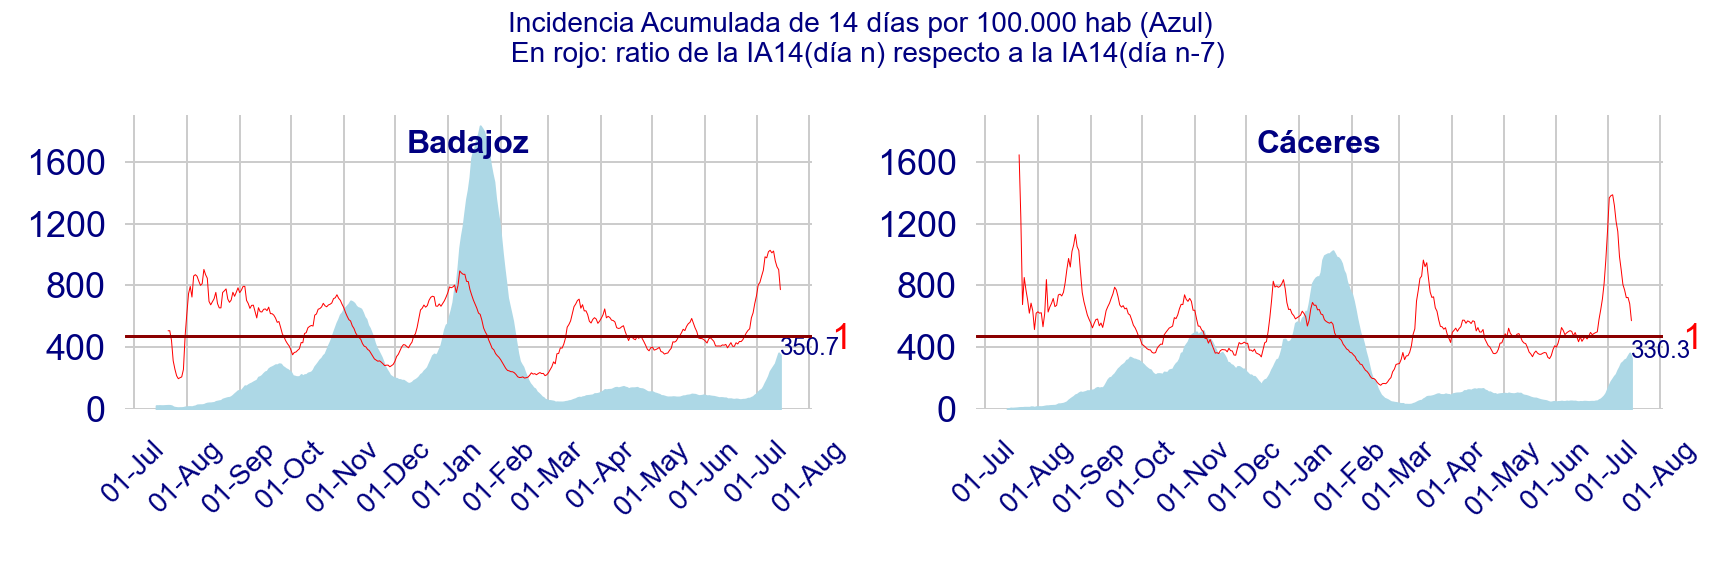 Incidencia Acumulada de 14 días por 100.000 hab (Azul)
En rojo: ratio de la IA14(día n) respecto a la IA14(día n-7)
Badajoz
1600
1200
800
400
0
350.7
1
01-Jul
01-Aug
01-Sep
01-Oct
01-Nov
01-Dec
01-Jan
01-Feb
01-Mar
01-Apr
01-May
01-Jun
01-Jul
01-Aug
Cáceres
1600
1200
800
400
0
330.3
1
01-Jul
01-Aug
01-Sep
01-Oct
01-Nov
01-Dec
01-Jan
01-Feb
01-Mar
01-Apr
01-May
01-Jun
01-Jul
01-Aug